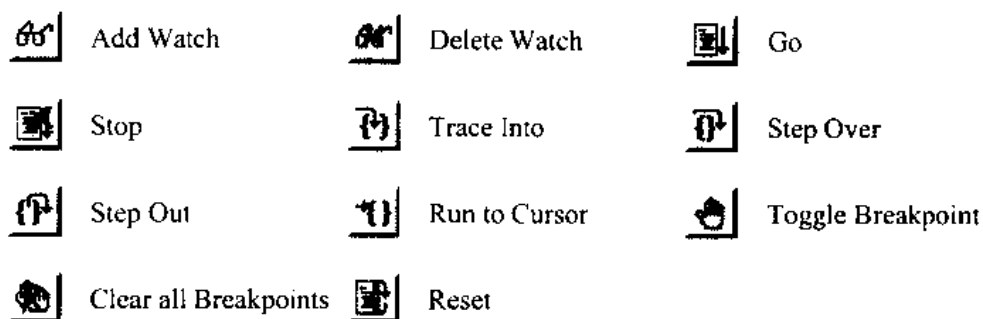 Add Watch Delete Watch Go
Stop Trace Into Step Over
Step Out Run to Cursor Toggle Breakpoint
Clear all Breakpoints Reset